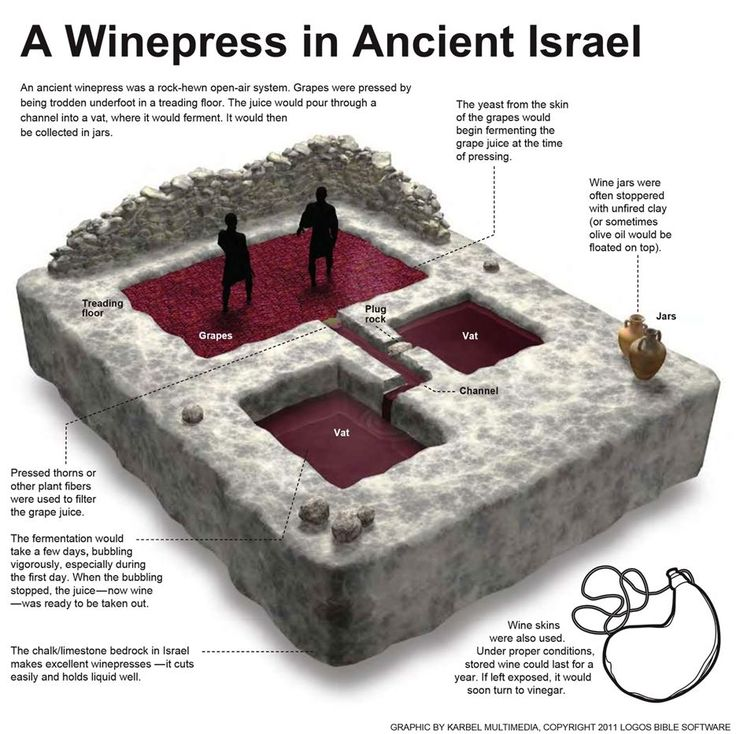 A Winepress in Ancient Israel
An ancient winepress was a rock-hewn open-air system. Grapes were pressed by
being trodden underfoot in a treading floor. The juice would pour through a
channel into a vat, where it would ferment. It would then
be collected in jars.
The yeast from the skin
of the grapes would
begin fermenting the
grape juice at the time
of pressing.
Wine jars were
often stoppered
with unfired clay
(or sometimes
olive oil would be
floated on top).
Treading
floor
Grapes
Plug
rock
Vat
Jars
Channel
Vat
Pressed thorns or
other plant fibers
were used to filter
the grape juice.
The fermentation would
take a few days, bubbling
vigorously, especially during
the first day. When the bubbling
stopped, the juice—now wine
—was ready to be taken out.
The chalk/limestone bedrock in Israel
makes excellent winepresses —it cuts
easily and holds liquid well.
Wine skins
were also used.
Under proper conditions,
stored wine could last for a
year. If left exposed, it would
soon turn to vinegar.
GRAPHIC BY KARBEL MULTIMEDIA, COPYRIGHT 2011 LOGOS BIBLE SOFTWARE